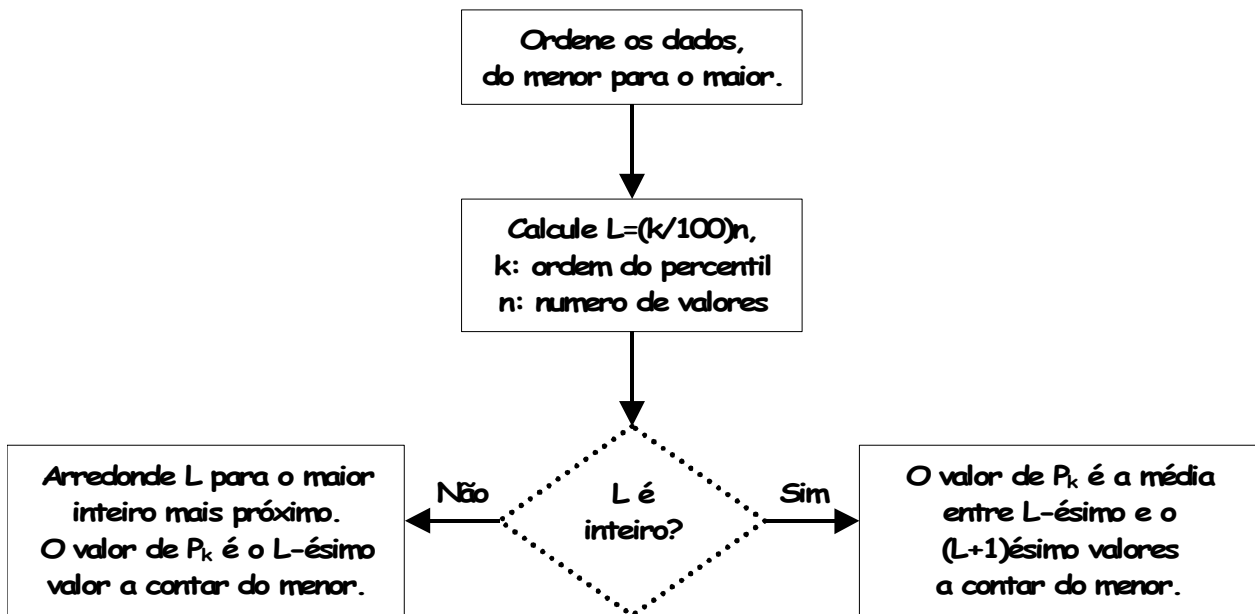 Ordene os dados,
do menor para o maior.
Calcule L=(k/100)n,
k: ordem do percentil
n: numero de valores
Arredonde L para o maior
inteiro mais próximo.
O valor de Pₖ é o L-ésimo
valor a contar do menor.
Não
L é
inteiro?
Sim
O valor de Pₖ é a média
entre L-ésimo e o
(L+1)ésimo valores
a contar do menor.